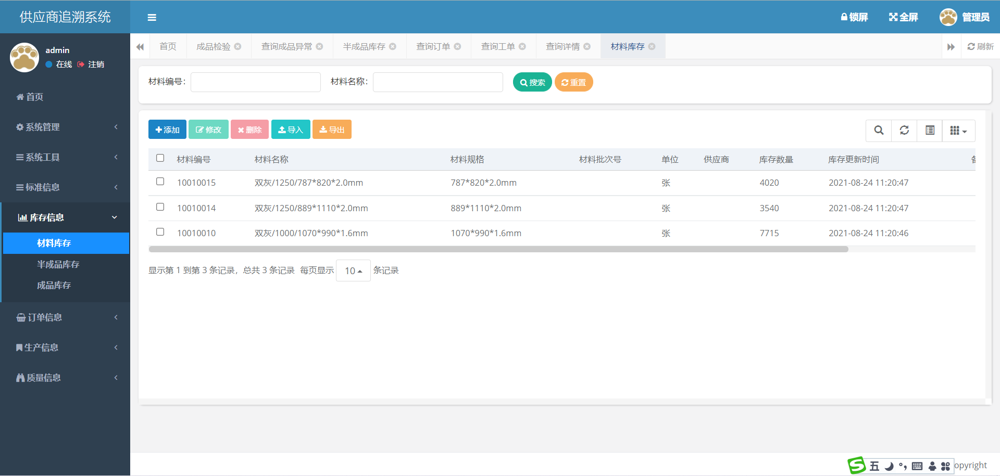 供应商追溯系统
锁屏 全屏 管理员
admin
在线 注销
首页 成品检验 查询成品异常 半成品库存 查询订单 查询工单 查询详情 材料库存 刷新
首页
系统管理
系统工具
标准信息
库存信息
材料库存
半成品库存
成品库存
订单信息
生产信息
质量信息
材料编号： 材料名称： 搜索 重置
添加 修改 删除 导入 导出
材料编号 材料名称 材料规格 材料批次号 单位 供应商 库存数量 库存更新时间
10010015 双灰/1250/787*820*2.0mm 787*820*2.0mm 张 4020 2021-08-24 11:20:47
10010014 双灰/1250/889*1110*2.0mm 889*1110*2.0mm 张 3540 2021-08-24 11:20:47
10010010 双灰/1000/1070*990*1.6mm 1070*990*1.6mm 张 7715 2021-08-24 11:20:46
显示第 1 到第 3 条记录，总共 3 条记录 每页显示 10 条记录
五 opyright